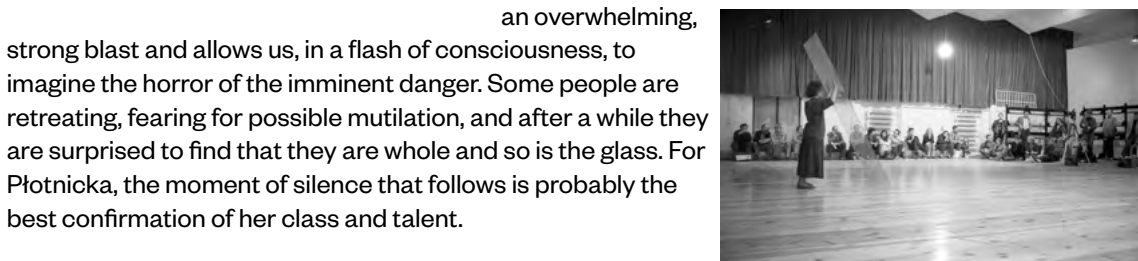 an overwhelming,
strong blast and allows us, in a flash of consciousness, to
imagine the horror of the imminent danger. Some people are
retreating, fearing for possible mutilation, and after a while they
are surprised to find that they are whole and so is the glass. For
Płotnicka, the moment of silence that follows is probably the
best confirmation of her class and talent.